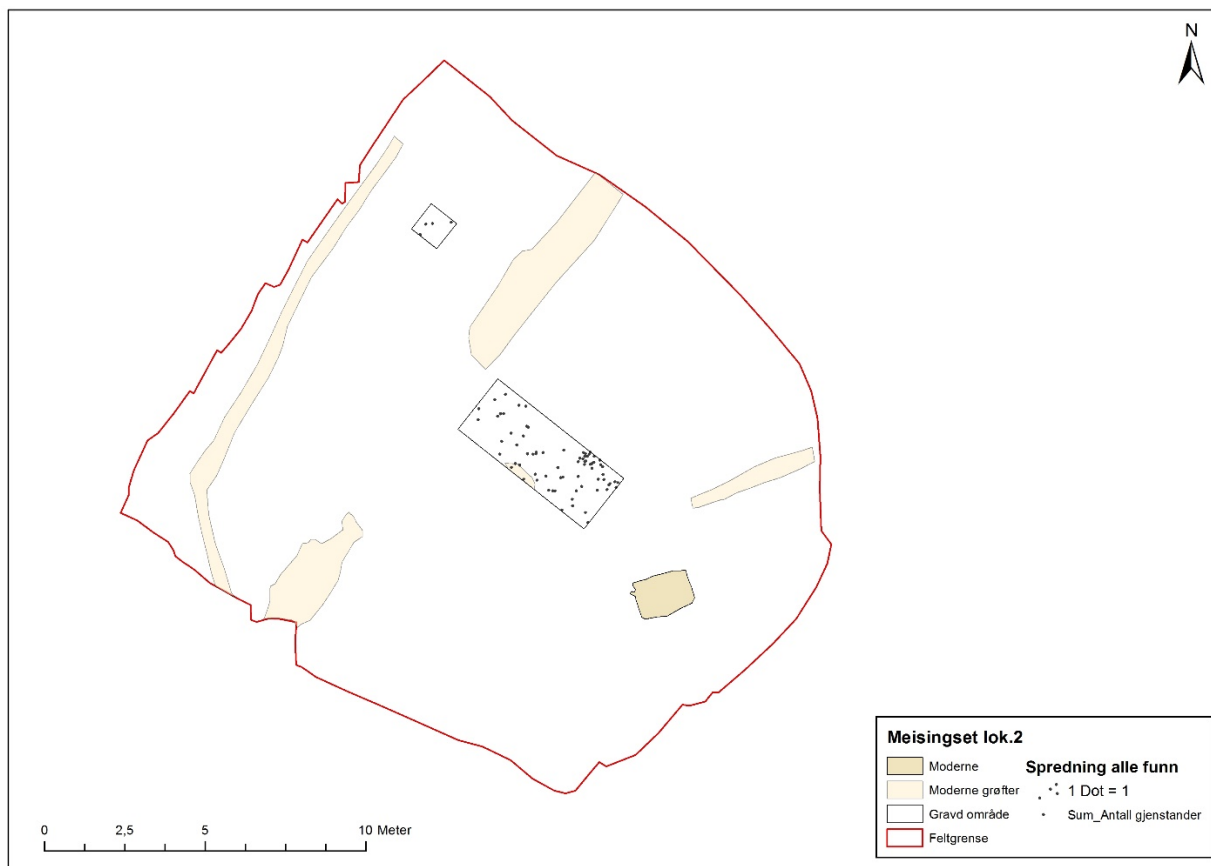 N
Meisingset lok.2
Moderne
Moderne grøfter
Gravd område
Feltgrense
Spredning alle funn
1 Dot = 1
Sum_Antall gjenstander
0 2,5 5 10 Meter